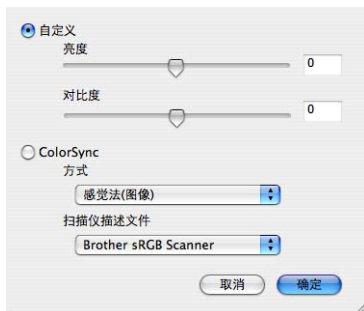 自定义
亮度
0
对比度
0
ColorSync
方式
感觉法(图像)
扫描仪描述文件
Brother sRGB Scanner
取消 确定